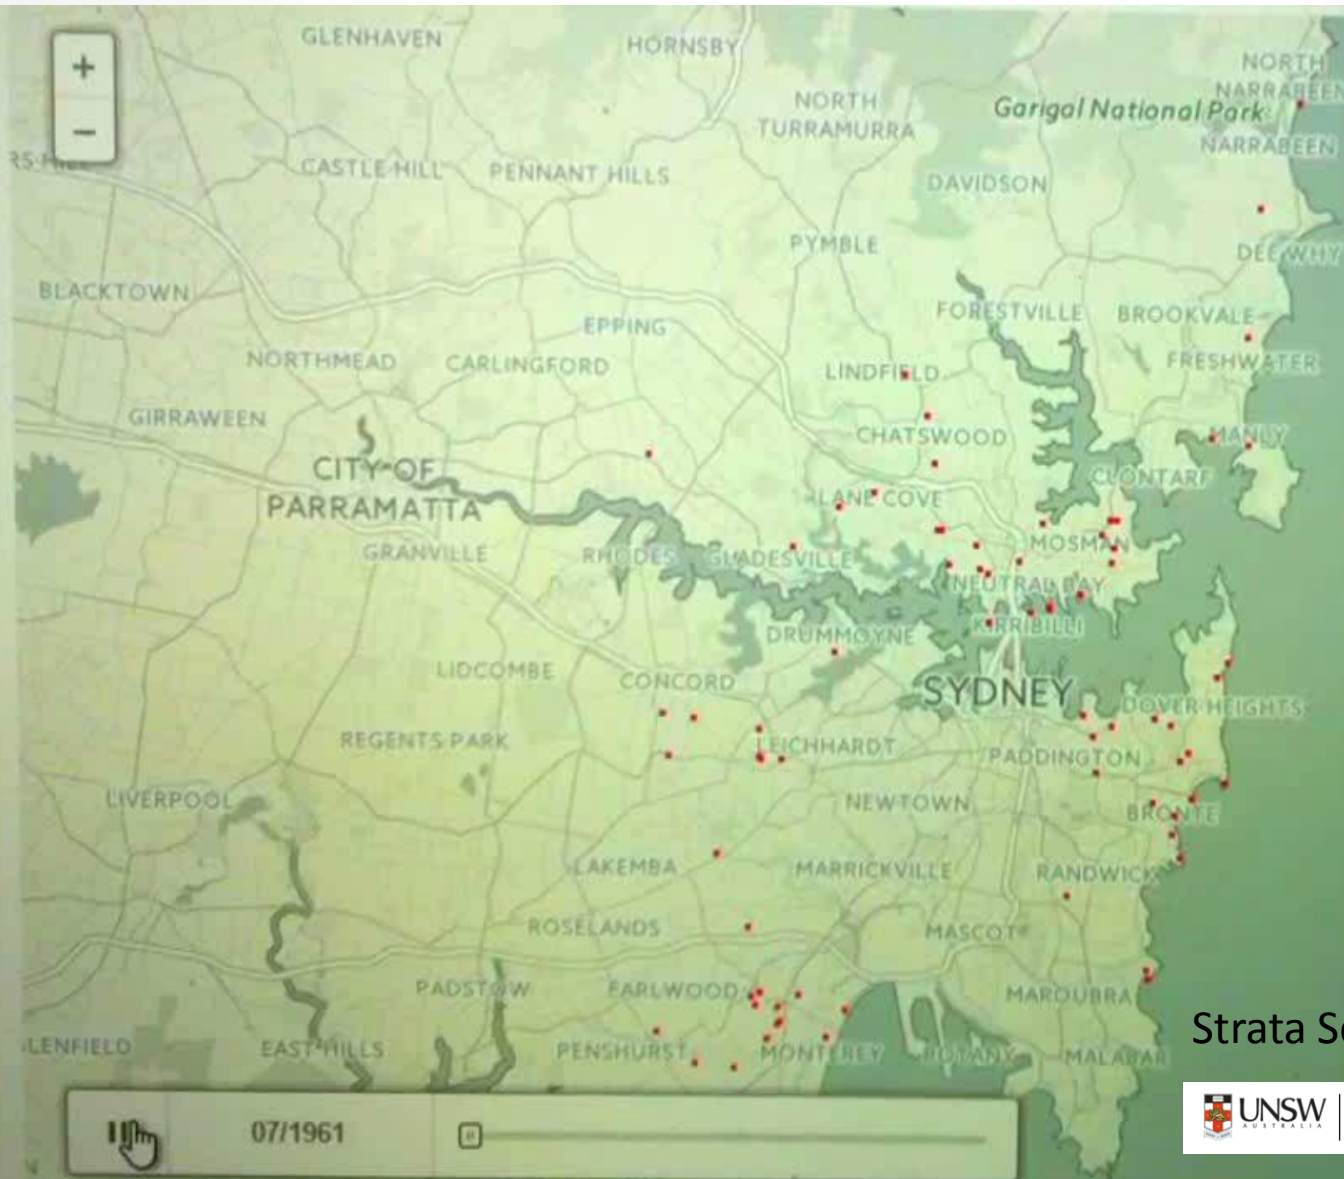 +
−
GLENHAVEN
HORNSBY
NORTH
NARRABEEN
NORTH
TURRAMURRA
Garigal National Park
NARRABEEN
CASTLE HILL
PENNANT HILLS
DAVIDSON
PYMBLE
DEE WHY
BLACKTOWN
FORESTVILLE
BROOKVALE
EPPING
NORTHMEAD
CARLINGFORD
LINDFIELD
FRESHWATER
GIRRAWEEN
CHATSWOOD
MANLY
CITY OF
PARRAMATTA
CLONTARF
LANE COVE
GRANVILLE
RHODES
GLADESVILLE
MOSMAN
NEUTRAL BAY
DRUMMOYNE
KIRRIBILLI
LIDCOMBE
CONCORD
SYDNEY
DOVER HEIGHTS
REGENTS PARK
LEICHHARDT
PADDINGTON
LIVERPOOL
NEWTOWN
BRONTE
LAKEMBA
MARRICKVILLE
RANDWICK
ROSELANDS
MASCOT
PADSTOW
EARLWOOD
MAROUBRA
Strata
LENFIELD
EAST HILLS
PENSHURST
MONTEREY
BOTANY
MALABAR
07/1961
UNSW
AUSTRALIA